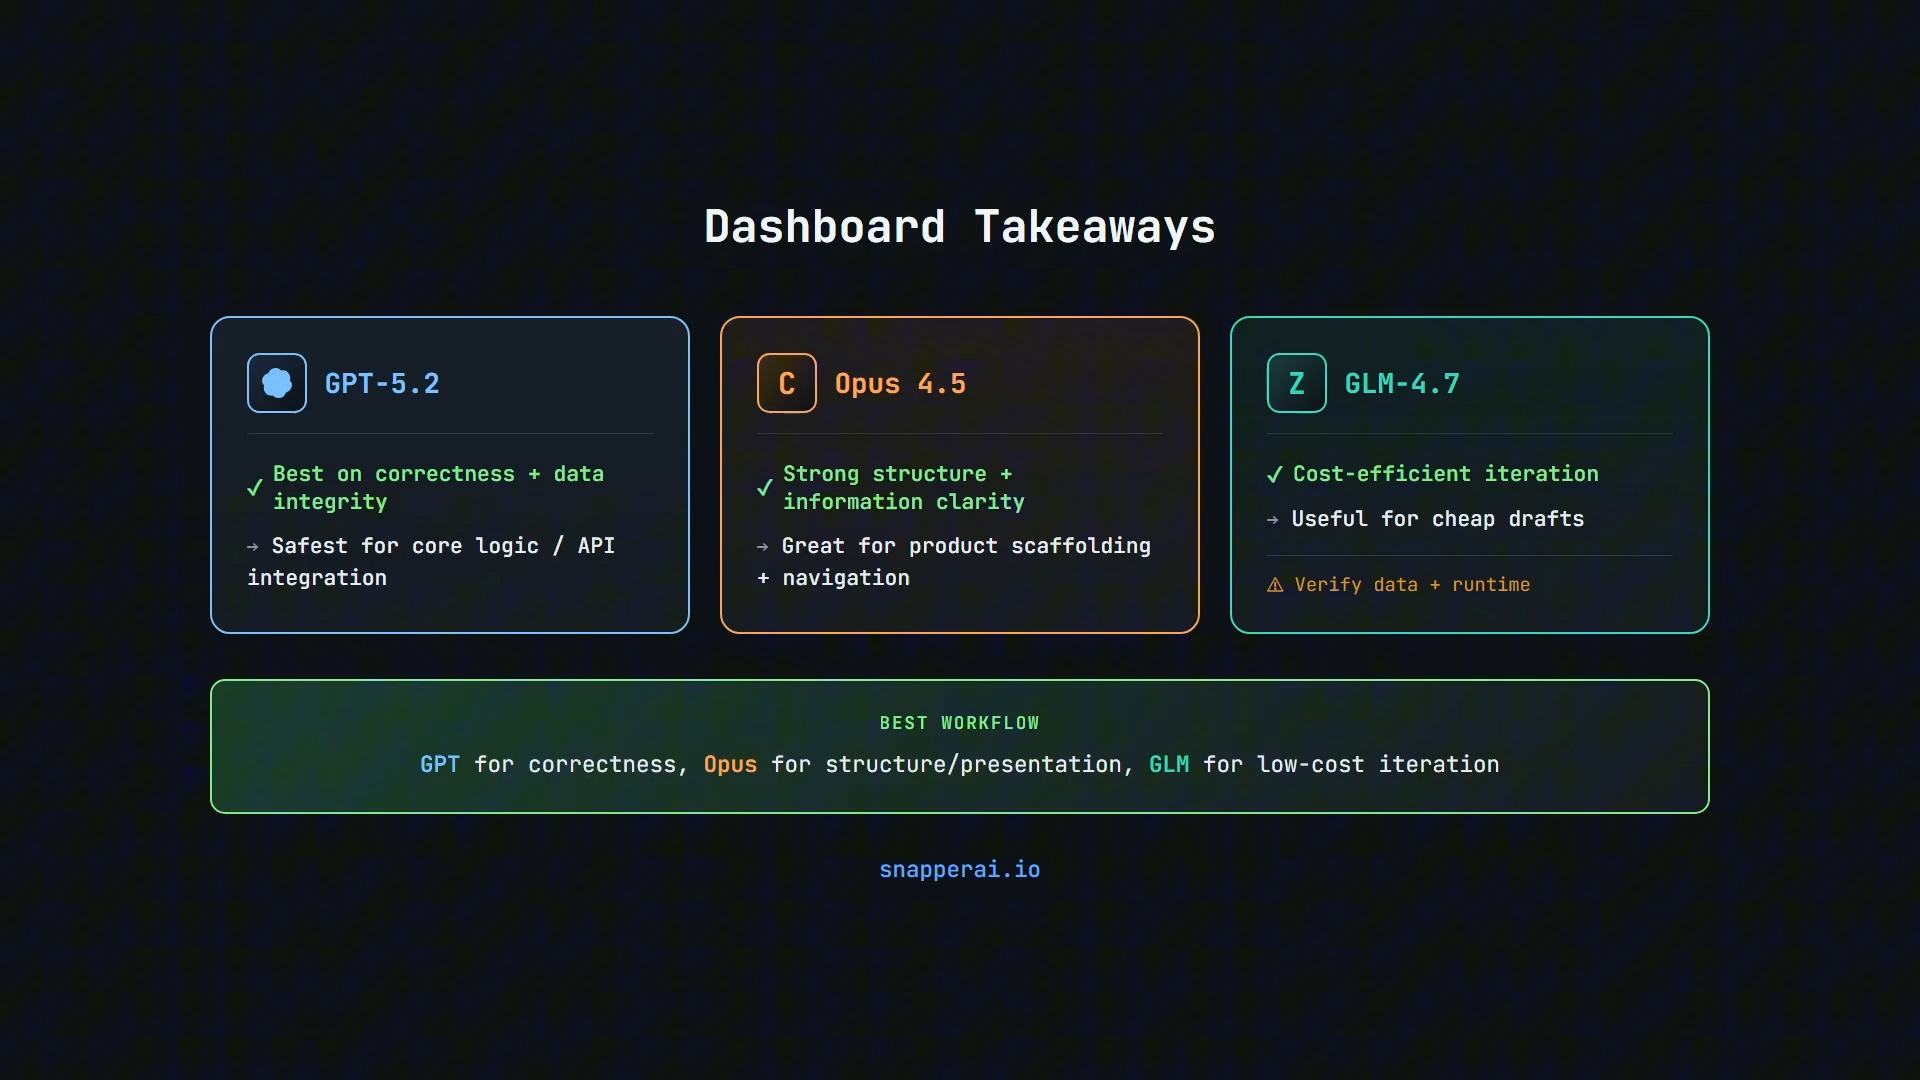 Dashboard Takeaways
GPT-5.2
✓ Best on correctness + data
integrity
→ Safest for core logic / API
integration
C Opus 4.5
✓ Strong structure +
information clarity
→ Great for product scaffolding
+ navigation
Z GLM-4.7
✓ Cost-efficient iteration
→ Useful for cheap drafts
⚠ Verify data + runtime
BEST WORKFLOW
GPT for correctness, Opus for structure/presentation, GLM for low-cost iteration
snapperai.io